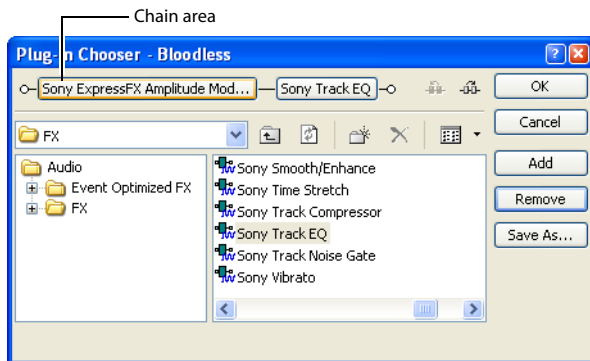 Chain area
Plug-In Chooser - Bloodless
Sony ExpressFX Amplitude Mod...
Sony Track EQ
OK
FX
Cancel
Audio
Event Optimized FX
FX
Sony Smooth/Enhance
Sony Time Stretch
Sony Track Compressor
Sony Track EQ
Sony Track Noise Gate
Sony Vibrato
Add
Remove
Save As...